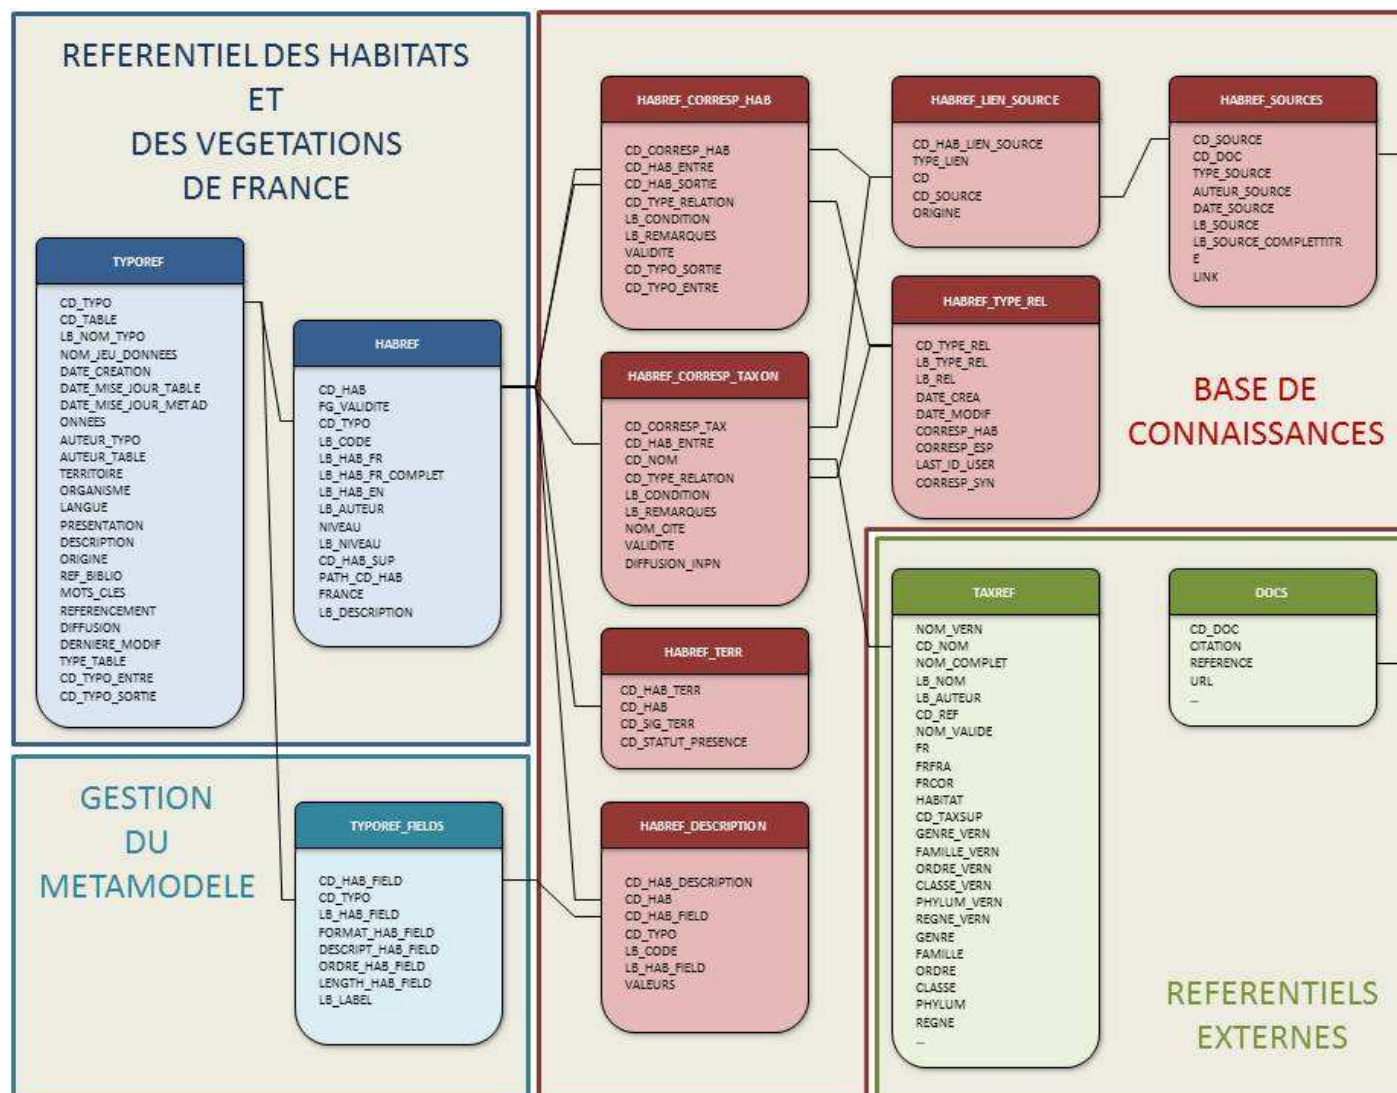 RÉFERENTIEL DES HABITATS
ET
DES VEGETATIONS
DE FRANCE
TYPOREF
CD_TYPO
CD_TABLE
LB_NOM_TYPO
NOM_JEU_DONNEES
DATE_CREATION
DATE_MISE_JOUR_TABLE
DATE_MISE_JOUR_METAD
ONNEES
AUTEUR_TYPO
AUTEUR_TABLE
TERRITOIRE
ORGANISME
LANGUE
PRESENTATION
DESCRIPTION
ORIGINE
REF_BIBLIO
MOTS_CLES
REFERENCEMENT
DIFFUSION
DERNIERE_MODIF
TYPE_TABLE
CD_TYPO_ENTRE
CD_TYPO_SORTIE
HABREF
CD_HAB
FG_VALIDITE
CD_TYPO
LB_CODE
LB_HAB_FR
LB_HAB_FR_COMPLET
LB_HAB_EN
LB_AUTEUR
NIVEAU
LB_NIVEAU
CD_HAB_SUP
PATH_CD_HAB
FRANCE
LB_DESCRIPTION
GESTION
DU
METAMODELE
TYPOREF_FIELDS
CD_HAB_FIELD
CD_TYPO
LB_HAB_FIELD
FORMAT_HAB_FIELD
DESCRIPT_HAB_FIELD
ORDRE_HAB_FIELD
LENGTH_HAB_FIELD
LB_LABEL
HABREF_CORRESP_HAB
CD_CORRESP_HAB
CD_HAB_ENTRE
CD_HAB_SORTIE
CD_TYPE_RELATION
LB_CONDITION
LB_REMARQUES
VALIDITE
CD_TYPO_SORTIE
CD_TYPO_ENTRE
HABREF_CORRESP_TAXON
CD_CORRESP_TAX
CD_HAB_ENTRE
CD_NOM
CD_TYPE_RELATION
LB_CONDITION
LB_REMARQUES
NOM_CITE
VALIDITE
DIFFUSION_INPN
HABREF_TERR
CD_HAB_TERR
CD_HAB
CD_SIG_TERR
CD_STATUT_PRESENCE
HABREF_DESCRIPTION
CD_HAB_DESCRIPTION
CD_HAB
CD_HAB_FIELD
CD_TYPO
LB_CODE
LB_HAB_FIELD
VALEURS
HABREF_LIEN_SOURCE
CD_HAB_LIEN_SOURCE
TYPE_LIEN
CD
CD_SOURCE
ORIGINE
HABREF_SOURCES
CD_SOURCE
CD_DOC
TYPE_SOURCE
AUTEUR_SOURCE
DATE_SOURCE
LB_SOURCE
LB_SOURCE_COMPLETTITR
E
LINK
HABREF_TYPE_REL
CD_TYPE_REL
LB_TYPE_REL
LB_REL
DATE_CREA
DATE_MODIF
CORRESP_HAB
CORRESP_ESP
LAST_ID_USER
CORRESP_SYN
BASE DE
CONNAISSANCES
TAXREF
NOM_VERN
CD_NOM
NOM_COMPLET
LB_NOM
LB_AUTEUR
CD_REF
NOM_VALIDE
FR
FRFRA
FRCOR
HABITAT
CD_TAXSUP
GENRE_VERN
FAMILLE_VERN
ORDRE_VERN
CLASSE_VERN
PHYLUM_VERN
REGNE_VERN
GENRE
FAMILLE
ORDRE
CLASSE
PHYLUM
REGNE
...
DOCS
CD_DOC
CITATION
REFERENCE
URL
...
REFERENTIELS
EXTERNES